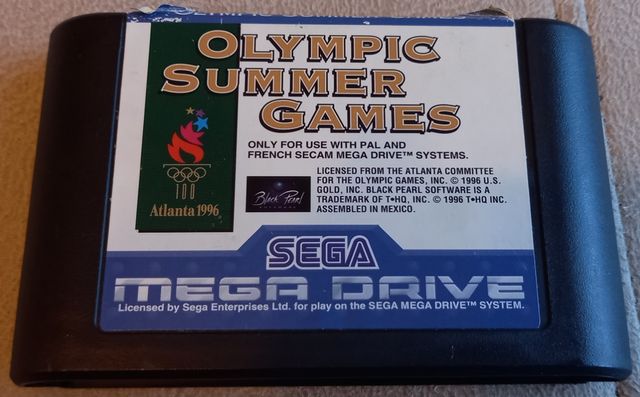 OLYMPIC
SUMMER
GAMES
ONLY FOR USE WITH PAL AND
FRENCH SECAM MEGA DRIVE™ SYSTEMS.
LICENSED FROM THE ATLANTA COMMITTEE
FOR THE OLYMPIC GAMES, INC. © 1996 U.S.
GOLD, INC. BLACK PEARL SOFTWARE IS A
TRADEMARK OF T•HQ, INC. © 1996 T•HQ INC.
ASSEMBLED IN MEXICO.
100
Atlanta 1996
Black Pearl
SEGA
MEGA DRIVE
Licensed by Sega Enterprises Ltd. for play on the SEGA MEGA DRIVE™ SYSTEM.